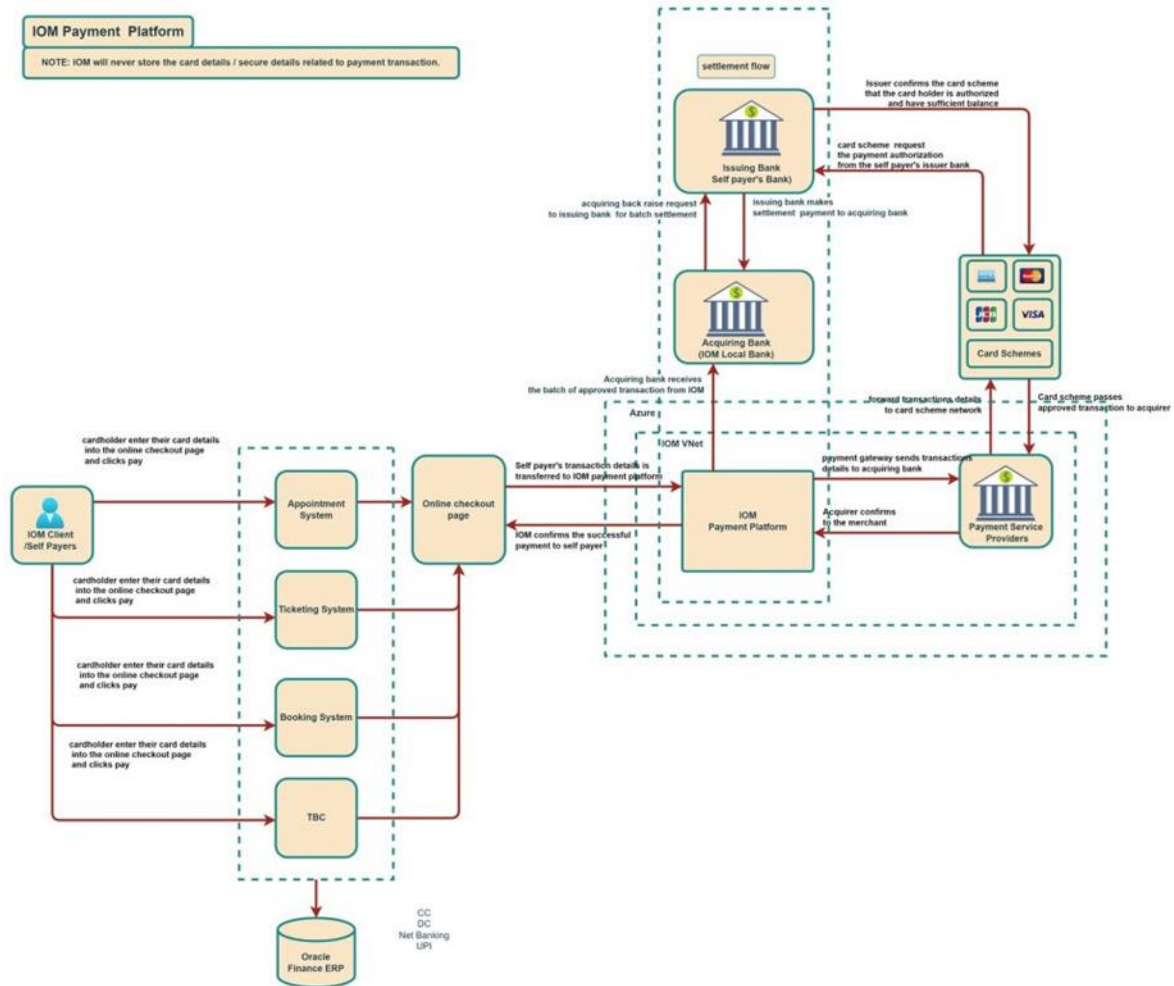 IOM Payment Platform
NOTE: IOM will never store the card details / secure details related to payment transaction.
settlement flow
Issuing Bank
Self payer's Bank)
Issuer confirms the card scheme
that the card holder is authorized
and have sufficient balance
card scheme request
the payment authorization
from the self payer's issuer bank
acquiring back raise request
to issuing bank for batch settlement
issuing bank makes
settlement payment to acquiring bank
Acquiring Bank
(IOM Local Bank)
VISA
Card Schemes
Acquiring bank receives
the batch of approved transaction from IOM
forward transactions details
to card scheme network
Card scheme passes
approved transaction to acquirer
Azure
IOM VNet
cardholder enter their card details
into the online checkout page
and clicks pay
IOM Client
/Self Payers
Appointment
System
Online checkout
page
Self payer's transaction details is
transferred to IOM payment platform
IOM confirms the successful
payment to self payer
IOM
Payment Platform
payment gateway sends transactions
details to acquiring bank
Acquirer confirms
to the merchant
Payment Service
Providers
cardholder enter their card details
into the online checkout page
and clicks pay
Ticketing System
cardholder enter their card details
into the online checkout page
and clicks pay
Booking System
cardholder enter their card details
into the online checkout page
and clicks pay
TBC
Oracle
Finance ERP
CC
DC
Net Banking
UPI